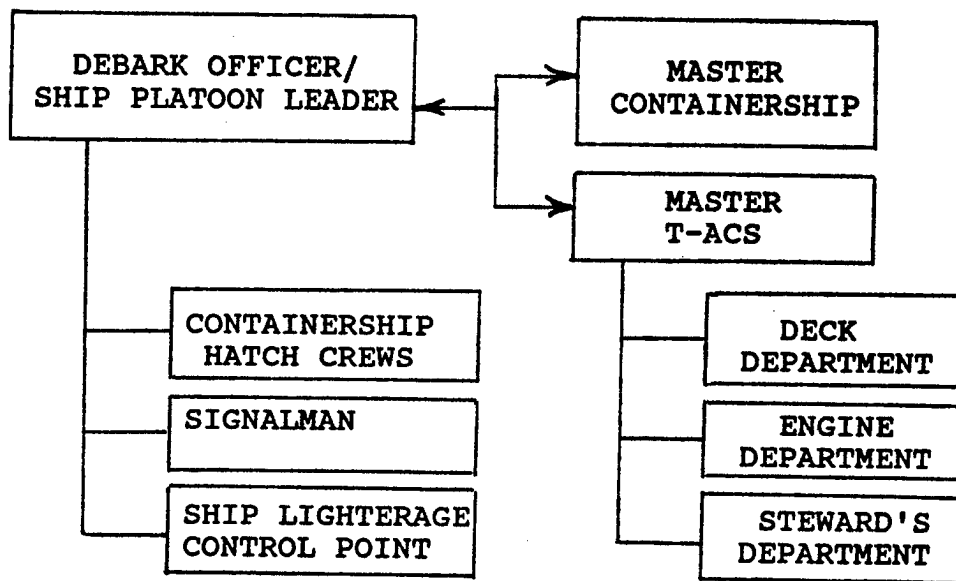 DEBARK OFFICER/
SHIP PLATOON LEADER
MASTER
CONTAINERSHIP
MASTER
T-ACS
CONTAINERSHIP
HATCH CREWS
SIGNALMAN
SHIP LIGHTERAGE
CONTROL POINT
DECK
DEPARTMENT
ENGINE
DEPARTMENT
STEWARD'S
DEPARTMENT